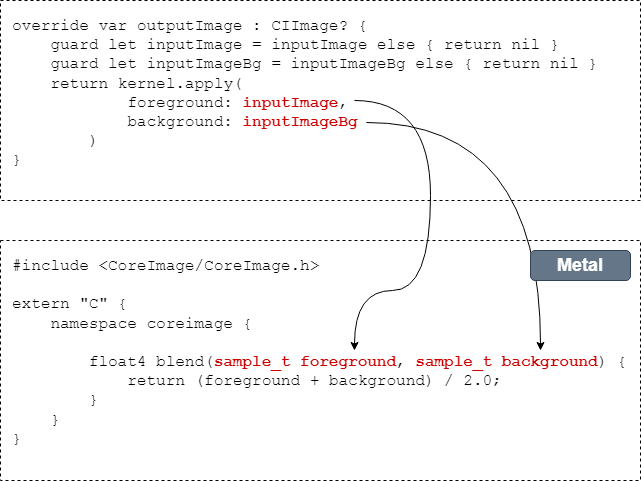 override var outputImage : CIImage? {
    guard let inputImage = inputImage else { return nil }
    guard let inputImageBg = inputImageBg else { return nil }
    return kernel.apply(
            foreground: inputImage,
            background: inputImageBg
        )
}
Metal
#include <CoreImage/CoreImage.h>
extern "C" {
    namespace coreimage {
        float4 blend(sample_t foreground, sample_t background) {
            return (foreground + background) / 2.0;
        }
    }
}